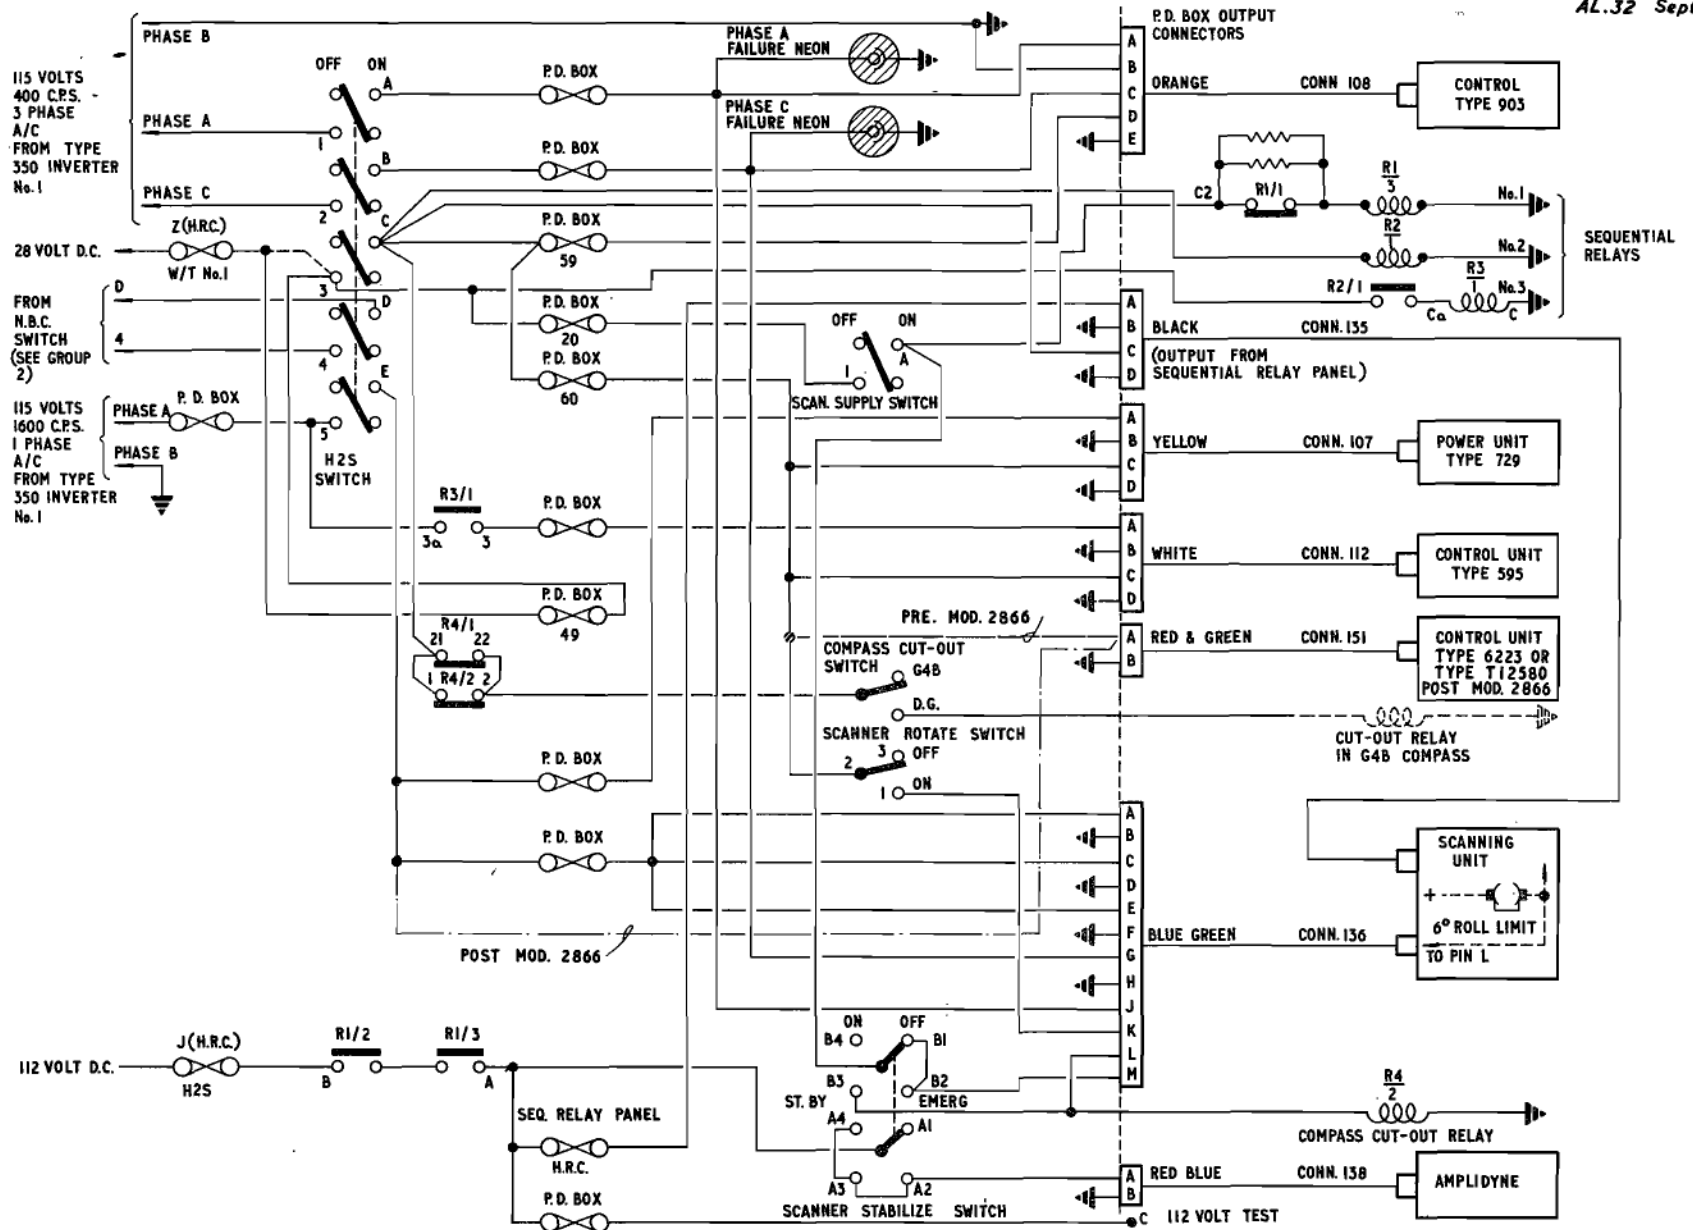 AL.32 Sept
P.D. BOX OUTPUT
CONNECTORS
PHASE B
PHASE A
FAILURE NEON
115 VOLTS
400 C.P.S.
3 PHASE
A/C
FROM TYPE
350 INVERTER
No.1
OFF ON
A
P.D. BOX
A
B
C
D
E
ORANGE
CONN 108
CONTROL
TYPE 903
PHASE C
FAILURE NEON
PHASE A
1
B
P.D. BOX
PHASE C
2
C
Z(H.R.C.)
28 VOLT D.C.
W/T No.1
P.D. BOX
59
3
C2
R1/1
R1
3
No.1
R2
1
No.2
R2/1
R3
1
No.3
Ca
C
SEQUENTIAL
RELAYS
FROM
N.B.C.
SWITCH
(SEE GROUP
2)
D
4
D
4
P.D. BOX
20
P.D. BOX
60
OFF ON
A
1
SCAN. SUPPLY SWITCH
A
B
C
D
BLACK
CONN.135
(OUTPUT FROM
SEQUENTIAL RELAY PANEL)
115 VOLTS
1600 C.P.S.
1 PHASE
A/C
FROM TYPE
350 INVERTER
No.1
PHASE A
P.D. BOX
PHASE B
E
5
H2S
SWITCH
A
B
C
D
YELLOW
CONN.107
POWER UNIT
TYPE 729
R3/1
3a
3
P.D. BOX
A
B
C
D
WHITE
CONN.112
CONTROL UNIT
TYPE 595
P.D. BOX
49
R4/1
21 22
1 R4/2 2
PRE. MOD. 2866
A
B
RED & GREEN
CONN.151
CONTROL UNIT
TYPE 6223 OR
TYPE T12580
POST MOD. 2866
COMPASS CUT-OUT
SWITCH
G4B
D.G.
CUT-OUT RELAY
IN G4B COMPASS
SCANNER ROTATE SWITCH
2
3 OFF
1 ON
P.D. BOX
P.D. BOX
POST MOD. 2866
A
B
C
D
E
F
G
H
J
K
L
M
BLUE GREEN
CONN.136
SCANNING
UNIT
+
6° ROLL LIMIT
TO PIN L
112 VOLT D.C.
J(H.R.C.)
H2S
R1/2
B
R1/3
A
SEQ. RELAY PANEL
H.R.C.
P.D. BOX
ON OFF
B4
B1
B3
B2
ST. BY
EMERG
A4
A1
A3
A2
SCANNER STABILIZE SWITCH
R4
2
COMPASS CUT-OUT RELAY
A
B
RED BLUE
CONN.138
AMPLIDYNE
C 112 VOLT TEST